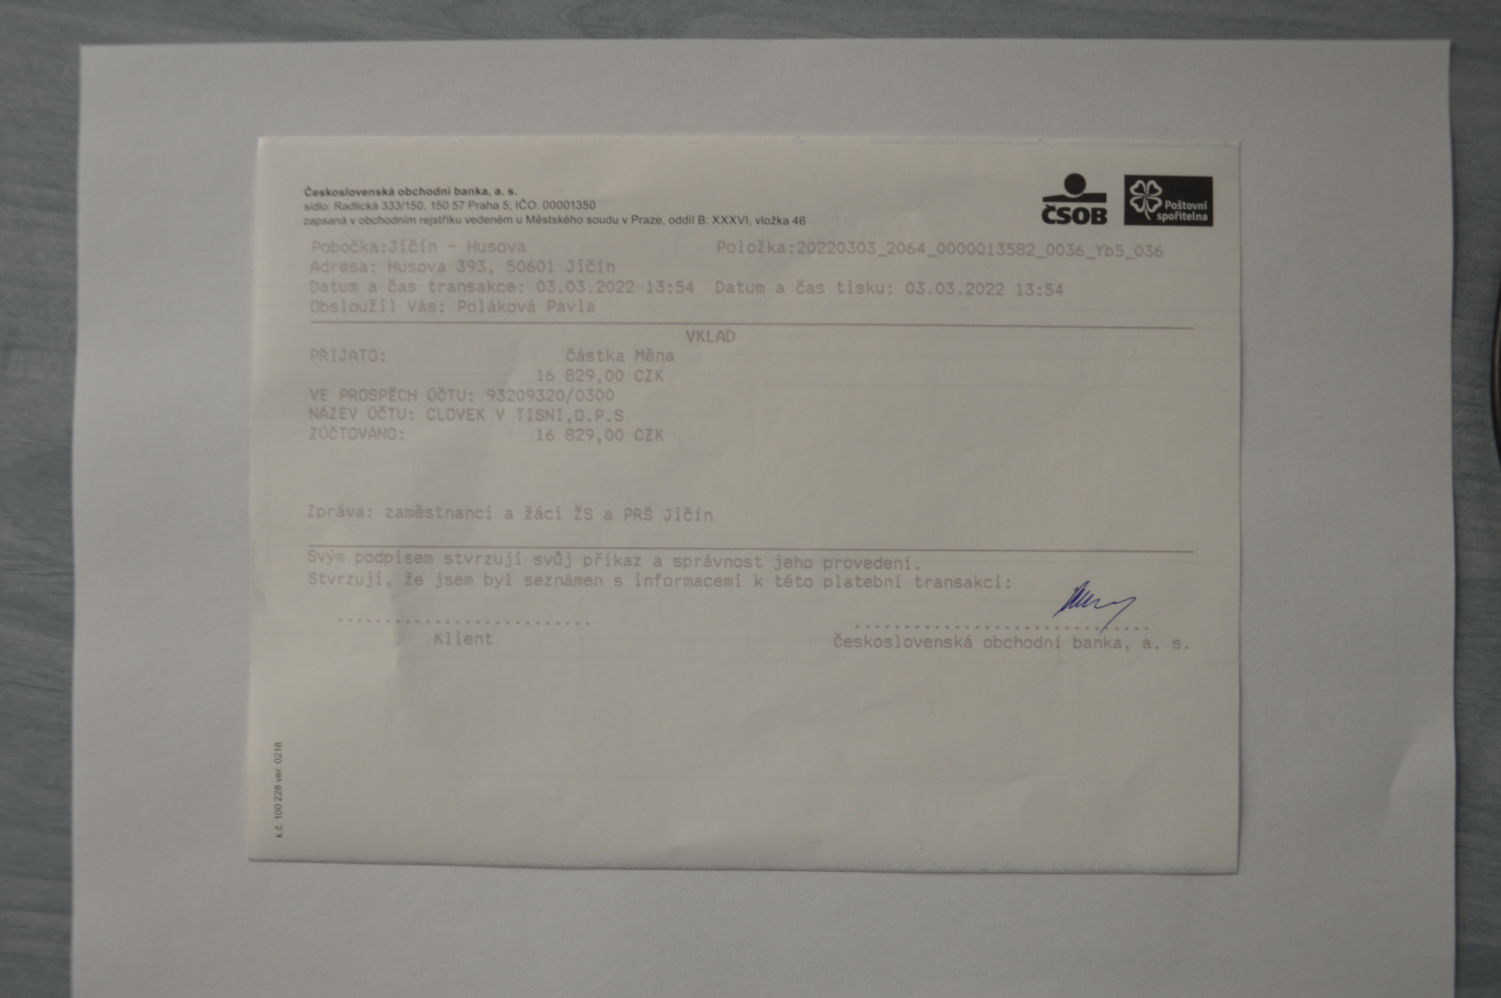 Československá obchodní banka, a. s.
sídlo: Radlická 333/150, 150 57 Praha 5; IČO: 00001350
zapsaná v obchodním rejstříku vedeném u Městského soudu v Praze, oddíl B: XXXVI, vložka 46
ČSOB
Poštovní
spořitelna
Pobočka:Jičín - Husova Položka:20220303_2064_0000013582_0036_Yb5_036
Adresa: Husova 393, 50601 Jičín
Datum a čas transakce: 03.03.2022 13:54 Datum a čas tisku: 03.03.2022 13:54
Obsloužil Vás: Poláková Pavla
VKLAD
PŘIJATO: částka Měna
16 829,00 CZK
VE PROSPĚCH ÚČTU: 93209320/0300
NÁZEV ÚČTU: CLOVEK V TISNI,O.P.S
ZÚČTOVÁNO: 16 829,00 CZK
Zpráva: zaměstnanci a žáci ZŠ a PRŠ Jičín
Svým podpisem stvrzuji svůj příkaz a správnost jeho provedení.
Stvrzuji, že jsem byl seznámen s informacemi k této platební transakci:
Klient Československá obchodní banka, a. s.
k.č. 100 228 ver. 0218